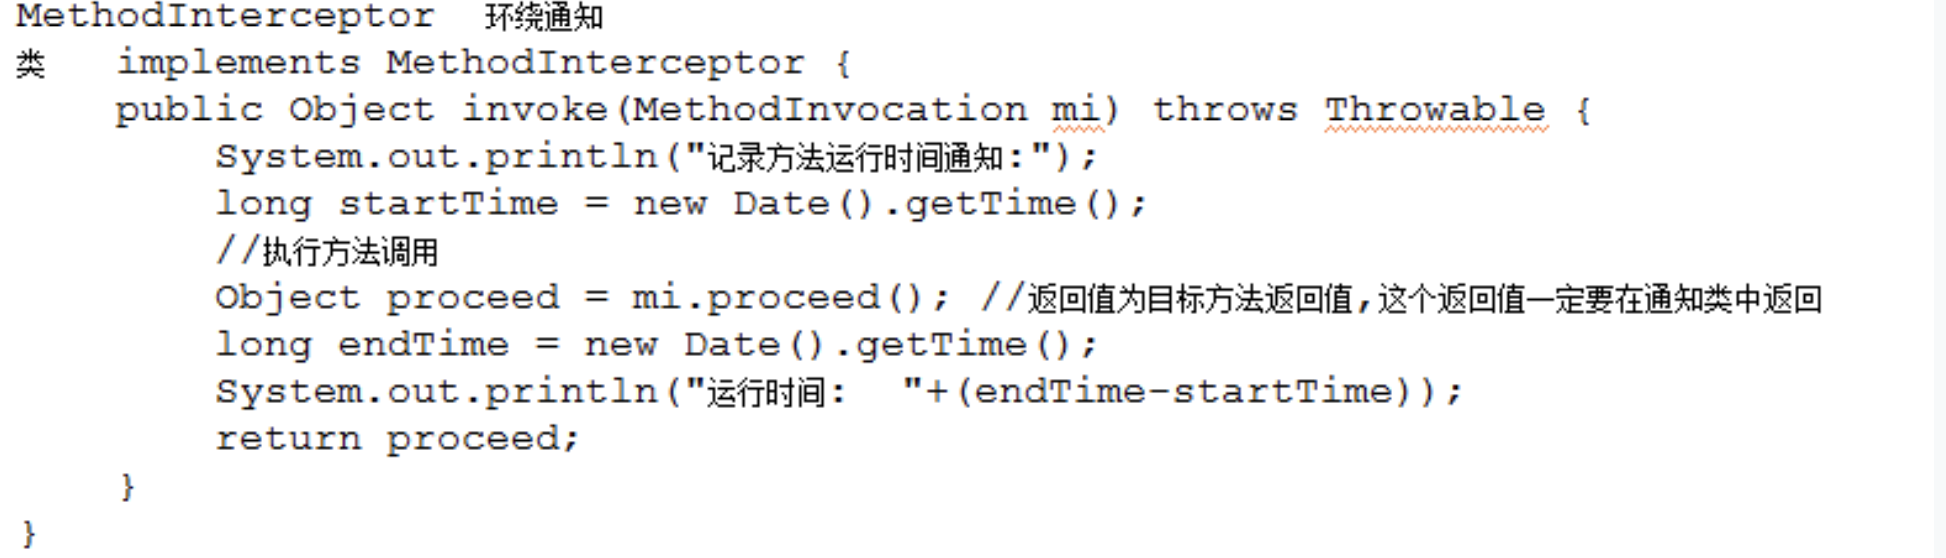 MethodInterceptor 环绕通知
类 implements MethodInterceptor {
public Object invoke(MethodInvocation mi) throws Throwable {
System.out.println("记录方法运行时间通知:");
long startTime = new Date().getTime();
//执行方法调用
Object proceed = mi.proceed(); //返回值为目标方法返回值,这个返回值一定要在通知类中返回
long endTime = new Date().getTime();
System.out.println("运行时间: "+(endTime-startTime));
return proceed;
}
}